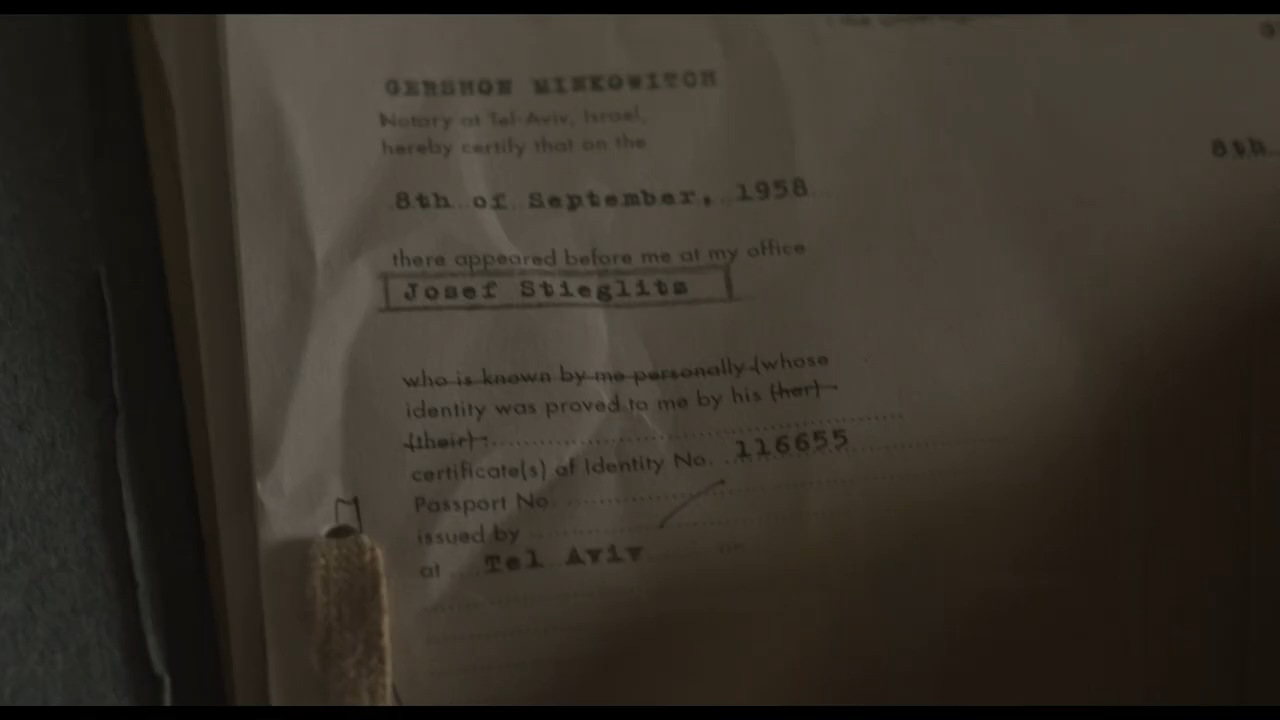 GERSHON MINKOWITCH
Notary at Tel-Aviv, Israel,
hereby certify that on the
8th of September, 1958
8th
there appeared before me at my office
Josef Stieglitz
who is known by me personally (whose
identity was proved to me by his (her)
(their)
certificate(s) of Identity No. 116655
Passport No.
issued by
at Tel Aviv